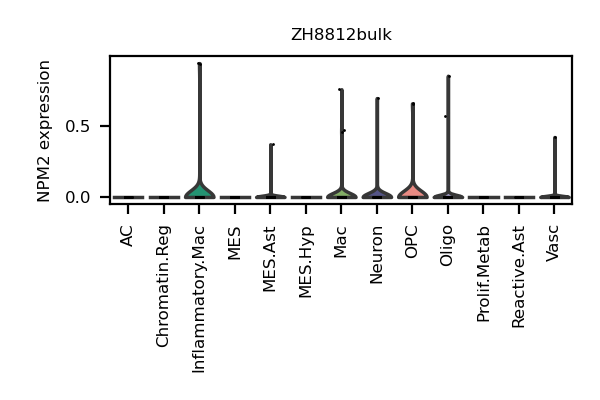 ZH8812bulk
NPM2 expression
0.5
0.0
AC
Chromatin.Reg
Inflammatory.Mac
MES
MES.Ast
MES.Hyp
Mac
Neuron
OPC
Oligo
Prolif.Metab
Reactive.Ast
Vasc